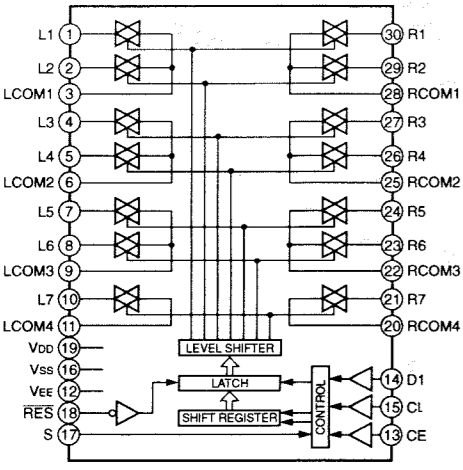 L1 1 30 R1
L2 2 29 R2
LCOM1 3 28 RCOM1
L3 4 27 R3
L4 5 26 R4
LCOM2 6 25 RCOM2
L5 7 24 R5
L6 8 23 R6
LCOM3 9 22 RCOM3
L7 10 21 R7
LCOM4 11 20 RCOM4
VDD 19 LEVEL SHIFTER
VSS 16
VEE 12 LATCH 14 D1
RES 18 SHIFT REGISTER CONTROL 15 CL
S 17 13 CE